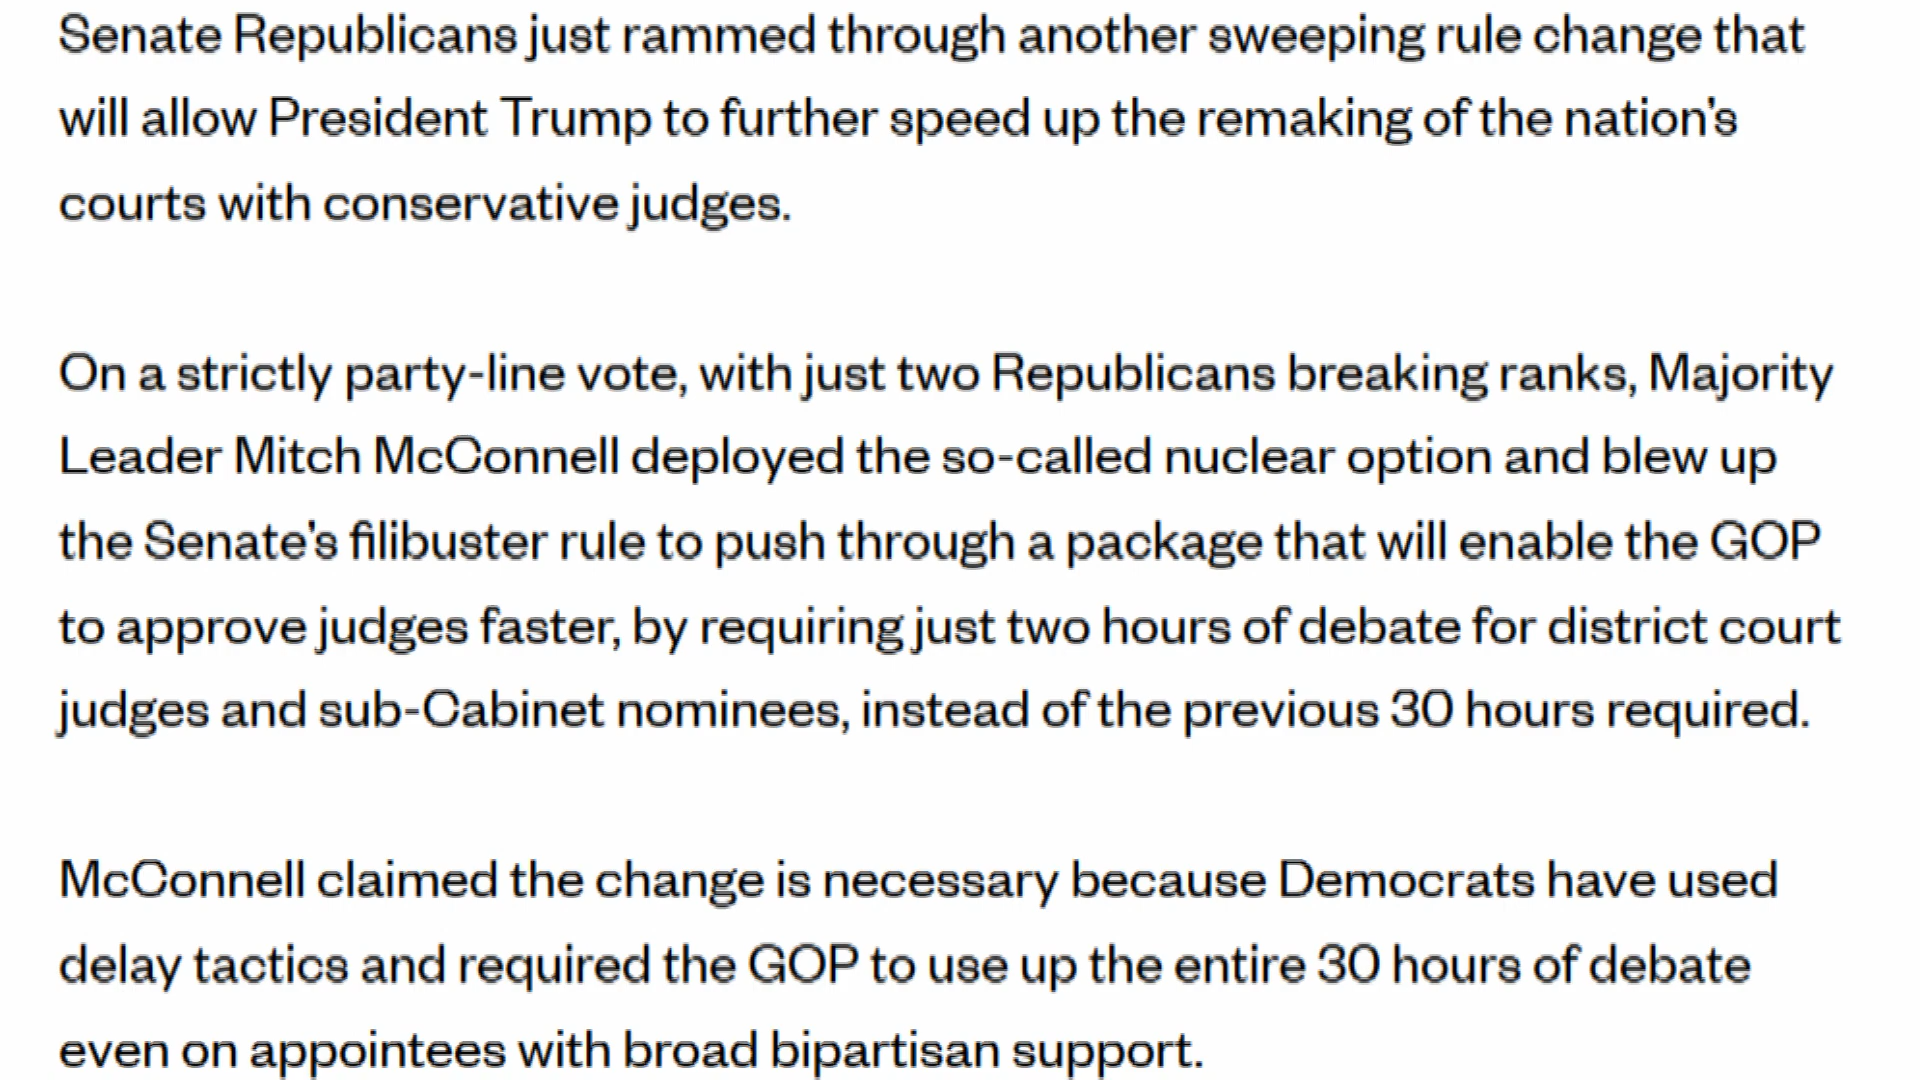 Senate Republicans just rammed through another sweeping rule change that
will allow President Trump to further speed up the remaking of the nation’s
courts with conservative judges.
On a strictly party-line vote, with just two Republicans breaking ranks, Majority
Leader Mitch McConnell deployed the so-called nuclear option and blew up
the Senate’s filibuster rule to push through a package that will enable the GOP
to approve judges faster, by requiring just two hours of debate for district court
judges and sub-Cabinet nominees, instead of the previous 30 hours required.
McConnell claimed the change is necessary because Democrats have used
delay tactics and required the GOP to use up the entire 30 hours of debate
even on appointees with broad bipartisan support.